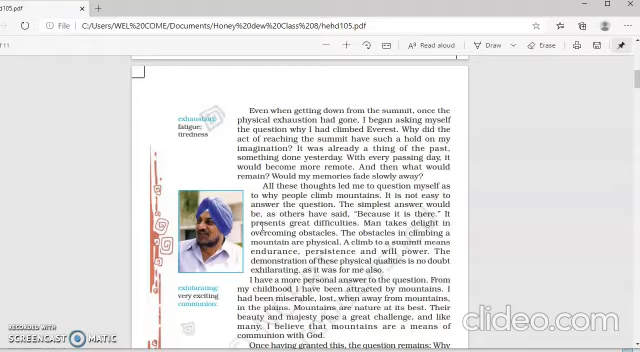 h105.pdf
File
C:/Users/WEL%20COME/Documents/Honey%20dew%20Class%208/hehd105.pdf
f 11
Read aloud
Draw
Erase
exhaustion:
fatigue;
tiredness
Even when getting down from the summit, once the
physical exhaustion had gone, I began asking myself
the question why I had climbed Everest. Why did the
act of reaching the summit have such a hold on my
imagination? It was already a thing of the past,
something done yesterday. With every passing day, it
would become more remote. And then what would
remain? Would my memories fade slowly away?
All these thoughts led me to question myself as
to why people climb mountains. It is not easy to
answer the question. The simplest answer would
be, as others have said, “Because it is there.” It
presents great difficulties. Man takes delight in
overcoming obstacles. The obstacles in climbing a
mountain are physical. A climb to a summit means
endurance, persistence and will power. The
demonstration of these physical qualities is no doubt
exhilarating, as it was for me also.
exhilarating:
very exciting
communion:
I have a more personal answer to the question. From
my childhood I have been attracted by mountains. I
had been miserable, lost, when away from mountains,
in the plains. Mountains are nature at its best. Their
beauty and majesty pose a great challenge, and like
many, I believe that mountains are a means of
communion with God.
Once having granted this, the question remains: Why
RECORDED WITH
SCREENCAST MATIC
clideo.com